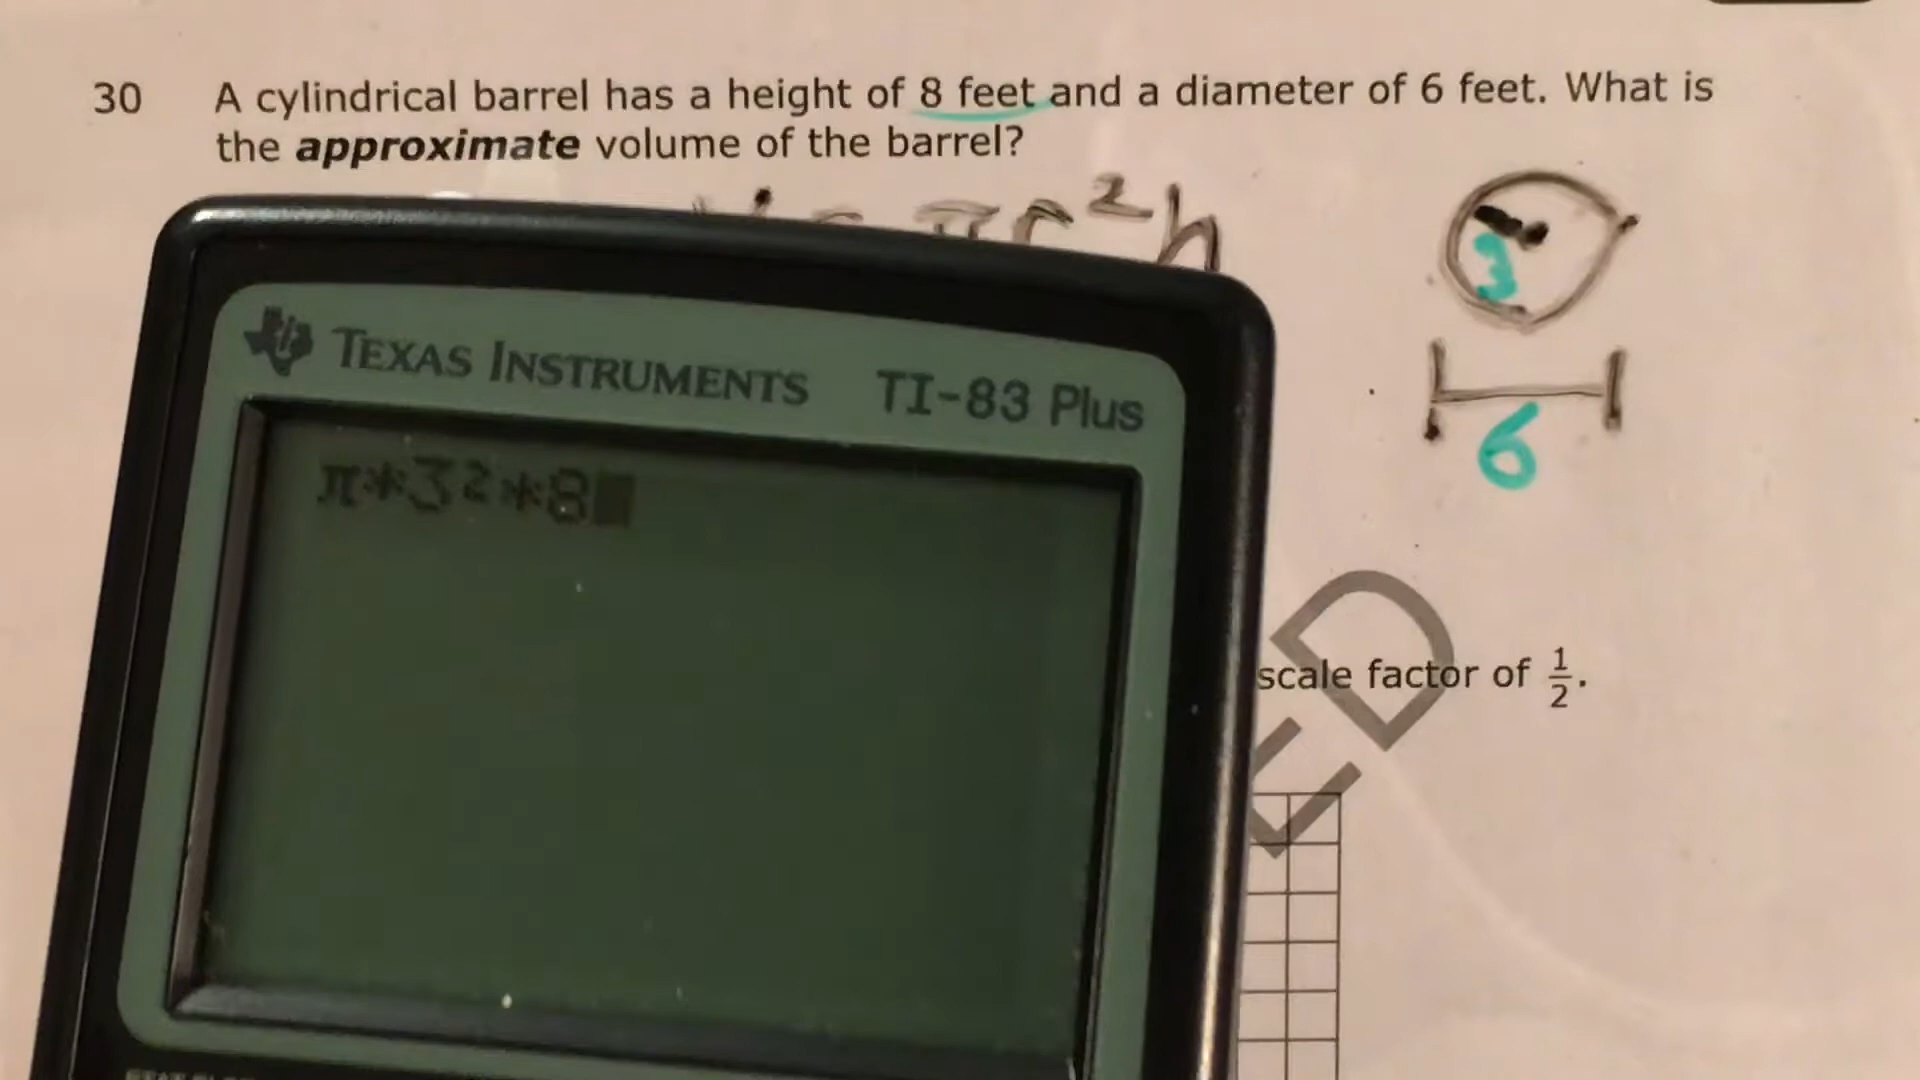 30 A cylindrical barrel has a height of 8 feet and a diameter of 6 feet. What is
the approximate volume of the barrel?
πr²h
3
TEXAS INSTRUMENTS TI-83 Plus
6
π*3²*8
scale factor of 1/2.
ED